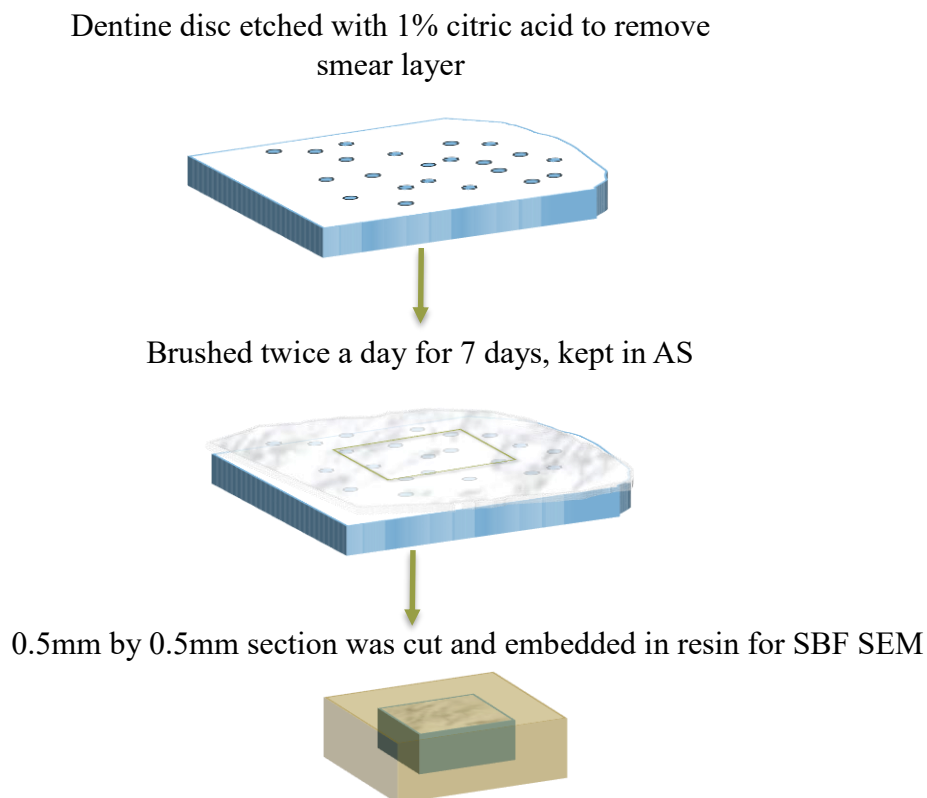 Dentine disc etched with 1% citric acid to remove
smear layer
Brushed twice a day for 7 days, kept in AS
0.5mm by 0.5mm section was cut and embedded in resin for SBF SEM